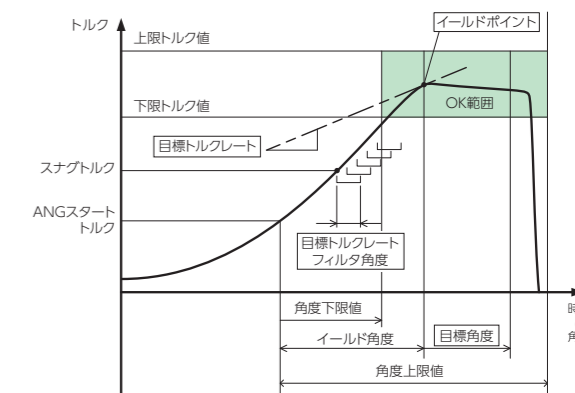 トルク
イールドポイント
上限トルク値
OK範囲
下限トルク値
目標トルクレート
スナグトルク
ANGスタート
トルク
目標トルクレート
フィルタ角度
時
角度下限値
イールド角度
目標角度
角
角度上限値